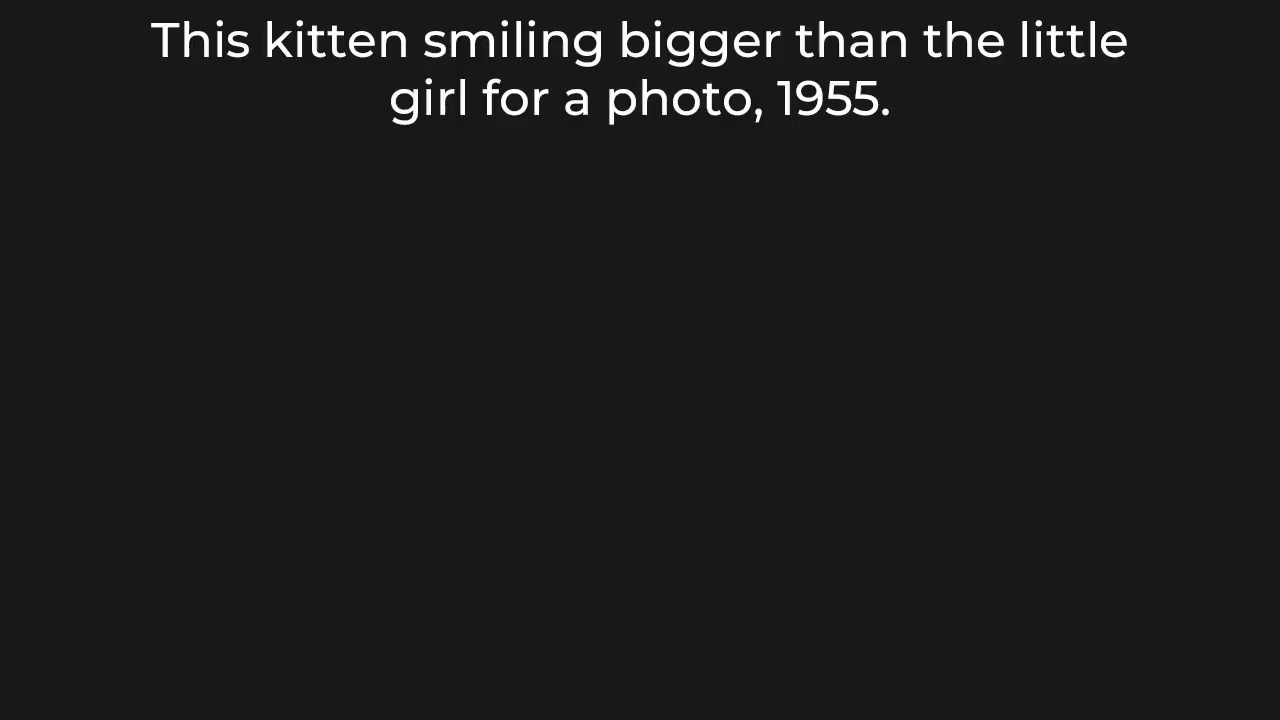 This kitten smiling bigger than the little
girl for a photo, 1955.